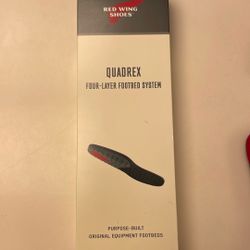 RED WING
SHOES
QUADREX
FOUR-LAYER FOOTBED SYSTEM
PURPOSE-BUILT
ORIGINAL EQUIPMENT FOOTBEDS